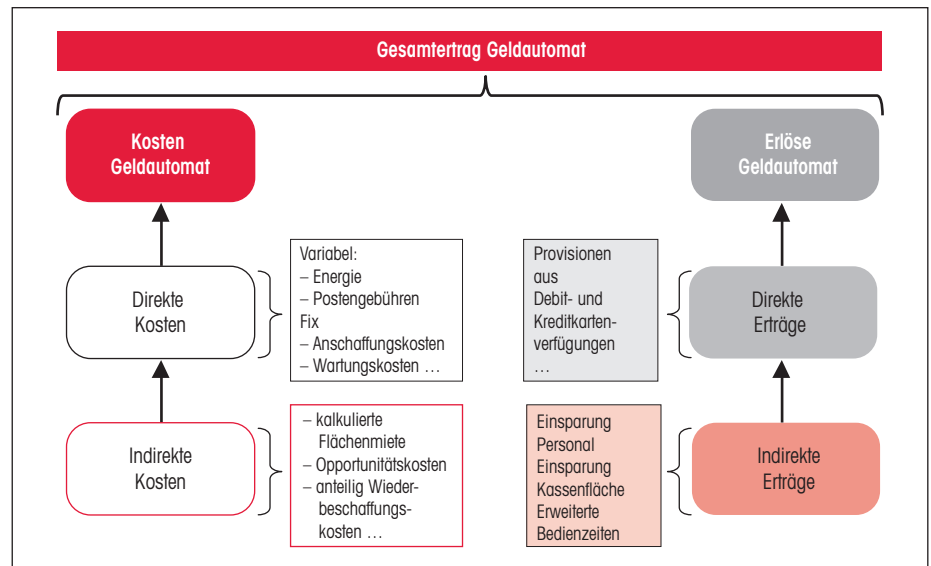 Gesamtertrag Geldautomat
Kosten
Geldautomat
Erlöse
Geldautomat
Direkte
Kosten
Variabel:
– Energie
– Postengebühren
Fix
– Anschaffungskosten
– Wartungskosten …
Provisionen
aus
Debit- und
Kreditkarten-
verfügungen
…
Direkte
Erträge
Indirekte
Kosten
– kalkulierte
Flächenmiete
– Opportunitätskosten
– anteilig Wieder-
beschaffungs-
kosten …
Einsparung
Personal
Einsparung
Kassenfläche
Erweiterte
Bedienzeiten
Indirekte
Erträge